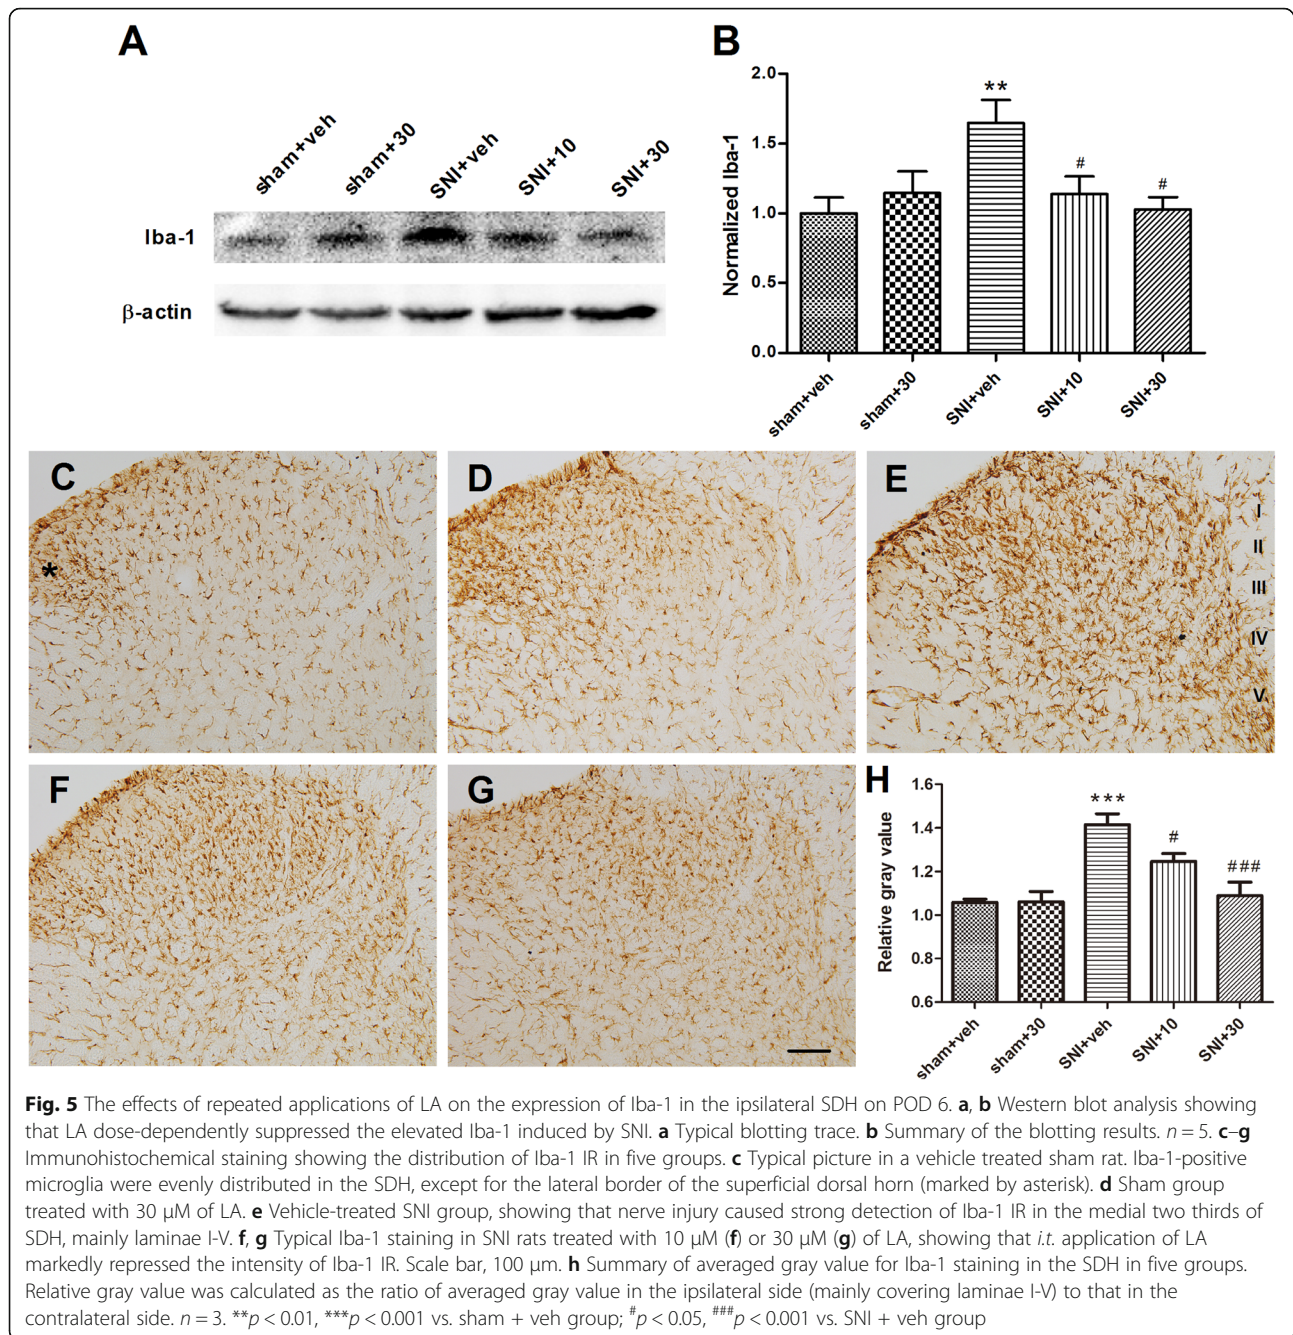 A
sham+veh
sham+30
SNI+veh
SNI+10
SNI+30
Iba-1
β-actin
B
Normalized Iba-1
2.0
1.5
1.0
0.5
0.0
**
#
#
sham+veh
sham+30
SNI+veh
SNI+10
SNI+30
C
*
D
E
I
II
III
IV
V
F
G
H
Relative gray value
1.6
1.4
1.2
1.0
0.8
0.6
***
#
###
sham+veh
sham+30
SNI+veh
SNI+10
SNI+30
Fig. 5 The effects of repeated applications of LA on the expression of Iba-1 in the ipsilateral SDH on POD 6. a, b Western blot analysis showing
that LA dose-dependently suppressed the elevated Iba-1 induced by SNI. a Typical blotting trace. b Summary of the blotting results. n = 5. c–g
Immunohistochemical staining showing the distribution of Iba-1 IR in five groups. c Typical picture in a vehicle treated sham rat. Iba-1-positive
microglia were evenly distributed in the SDH, except for the lateral border of the superficial dorsal horn (marked by asterisk). d Sham group
treated with 30 μM of LA. e Vehicle-treated SNI group, showing that nerve injury caused strong detection of Iba-1 IR in the medial two thirds of
SDH, mainly laminae I-V. f, g Typical Iba-1 staining in SNI rats treated with 10 μM (f) or 30 μM (g) of LA, showing that i.t. application of LA
markedly repressed the intensity of Iba-1 IR. Scale bar, 100 μm. h Summary of averaged gray value for Iba-1 staining in the SDH in five groups.
Relative gray value was calculated as the ratio of averaged gray value in the ipsilateral side (mainly covering laminae I-V) to that in the
contralateral side. n = 3. **p < 0.01, ***p < 0.001 vs. sham + veh group; #p < 0.05, ###p < 0.001 vs. SNI + veh group